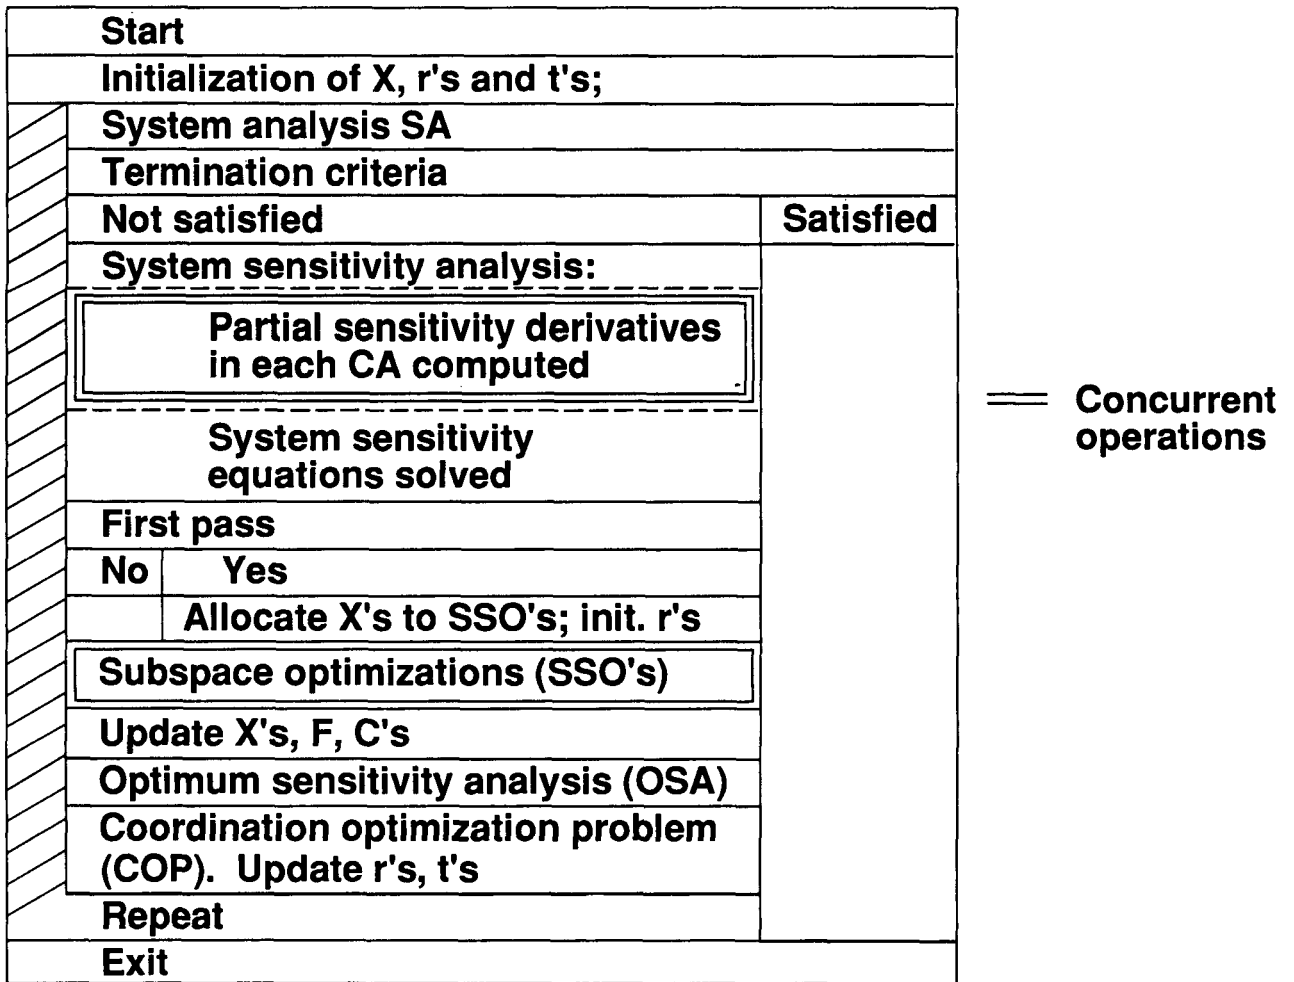 Start
Initialization of X, r's and t's;
System analysis SA
Termination criteria
Not satisfied
Satisfied
System sensitivity analysis:
Partial sensitivity derivatives
in each CA computed
System sensitivity
equations solved
First pass
No
Yes
Allocate X's to SSO's; init. r's
Subspace optimizations (SSO's)
Update X's, F, C's
Optimum sensitivity analysis (OSA)
Coordination optimization problem
(COP). Update r's, t's
Repeat
Exit
Concurrent
operations